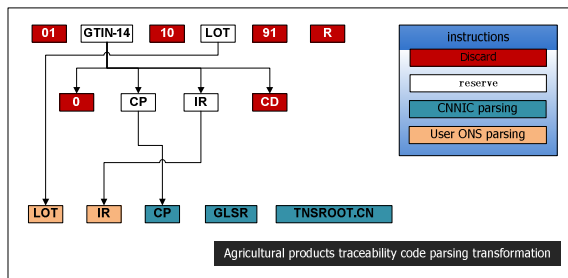 01 GTIN-14 10 LOT 91 R
0 CP IR CD
LOT IR CP GLSR TNSROOT.CN
instructions
Discard
reserve
CNNIC parsing
User ONS parsing
Agricultural products traceability code parsing transformation